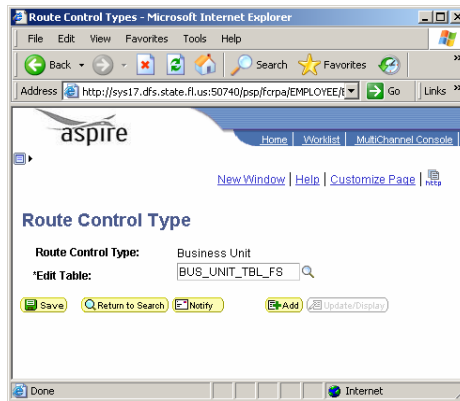 Route Control Types - Microsoft Internet Explorer
File Edit View Favorites Tools Help
Back Search Favorites »
Address http://sys17.dfs.state.fl.us:50740/psp/fcrpa/EMPLOYEE/E Go Links »
aspire
Home Worklist MultiChannel Console
New Window | Help | Customize Page | http
Route Control Type
Route Control Type: Business Unit
*Edit Table: BUS_UNIT_TBL_FS
Save Return to Search Notify Add Update/Display
Done Internet